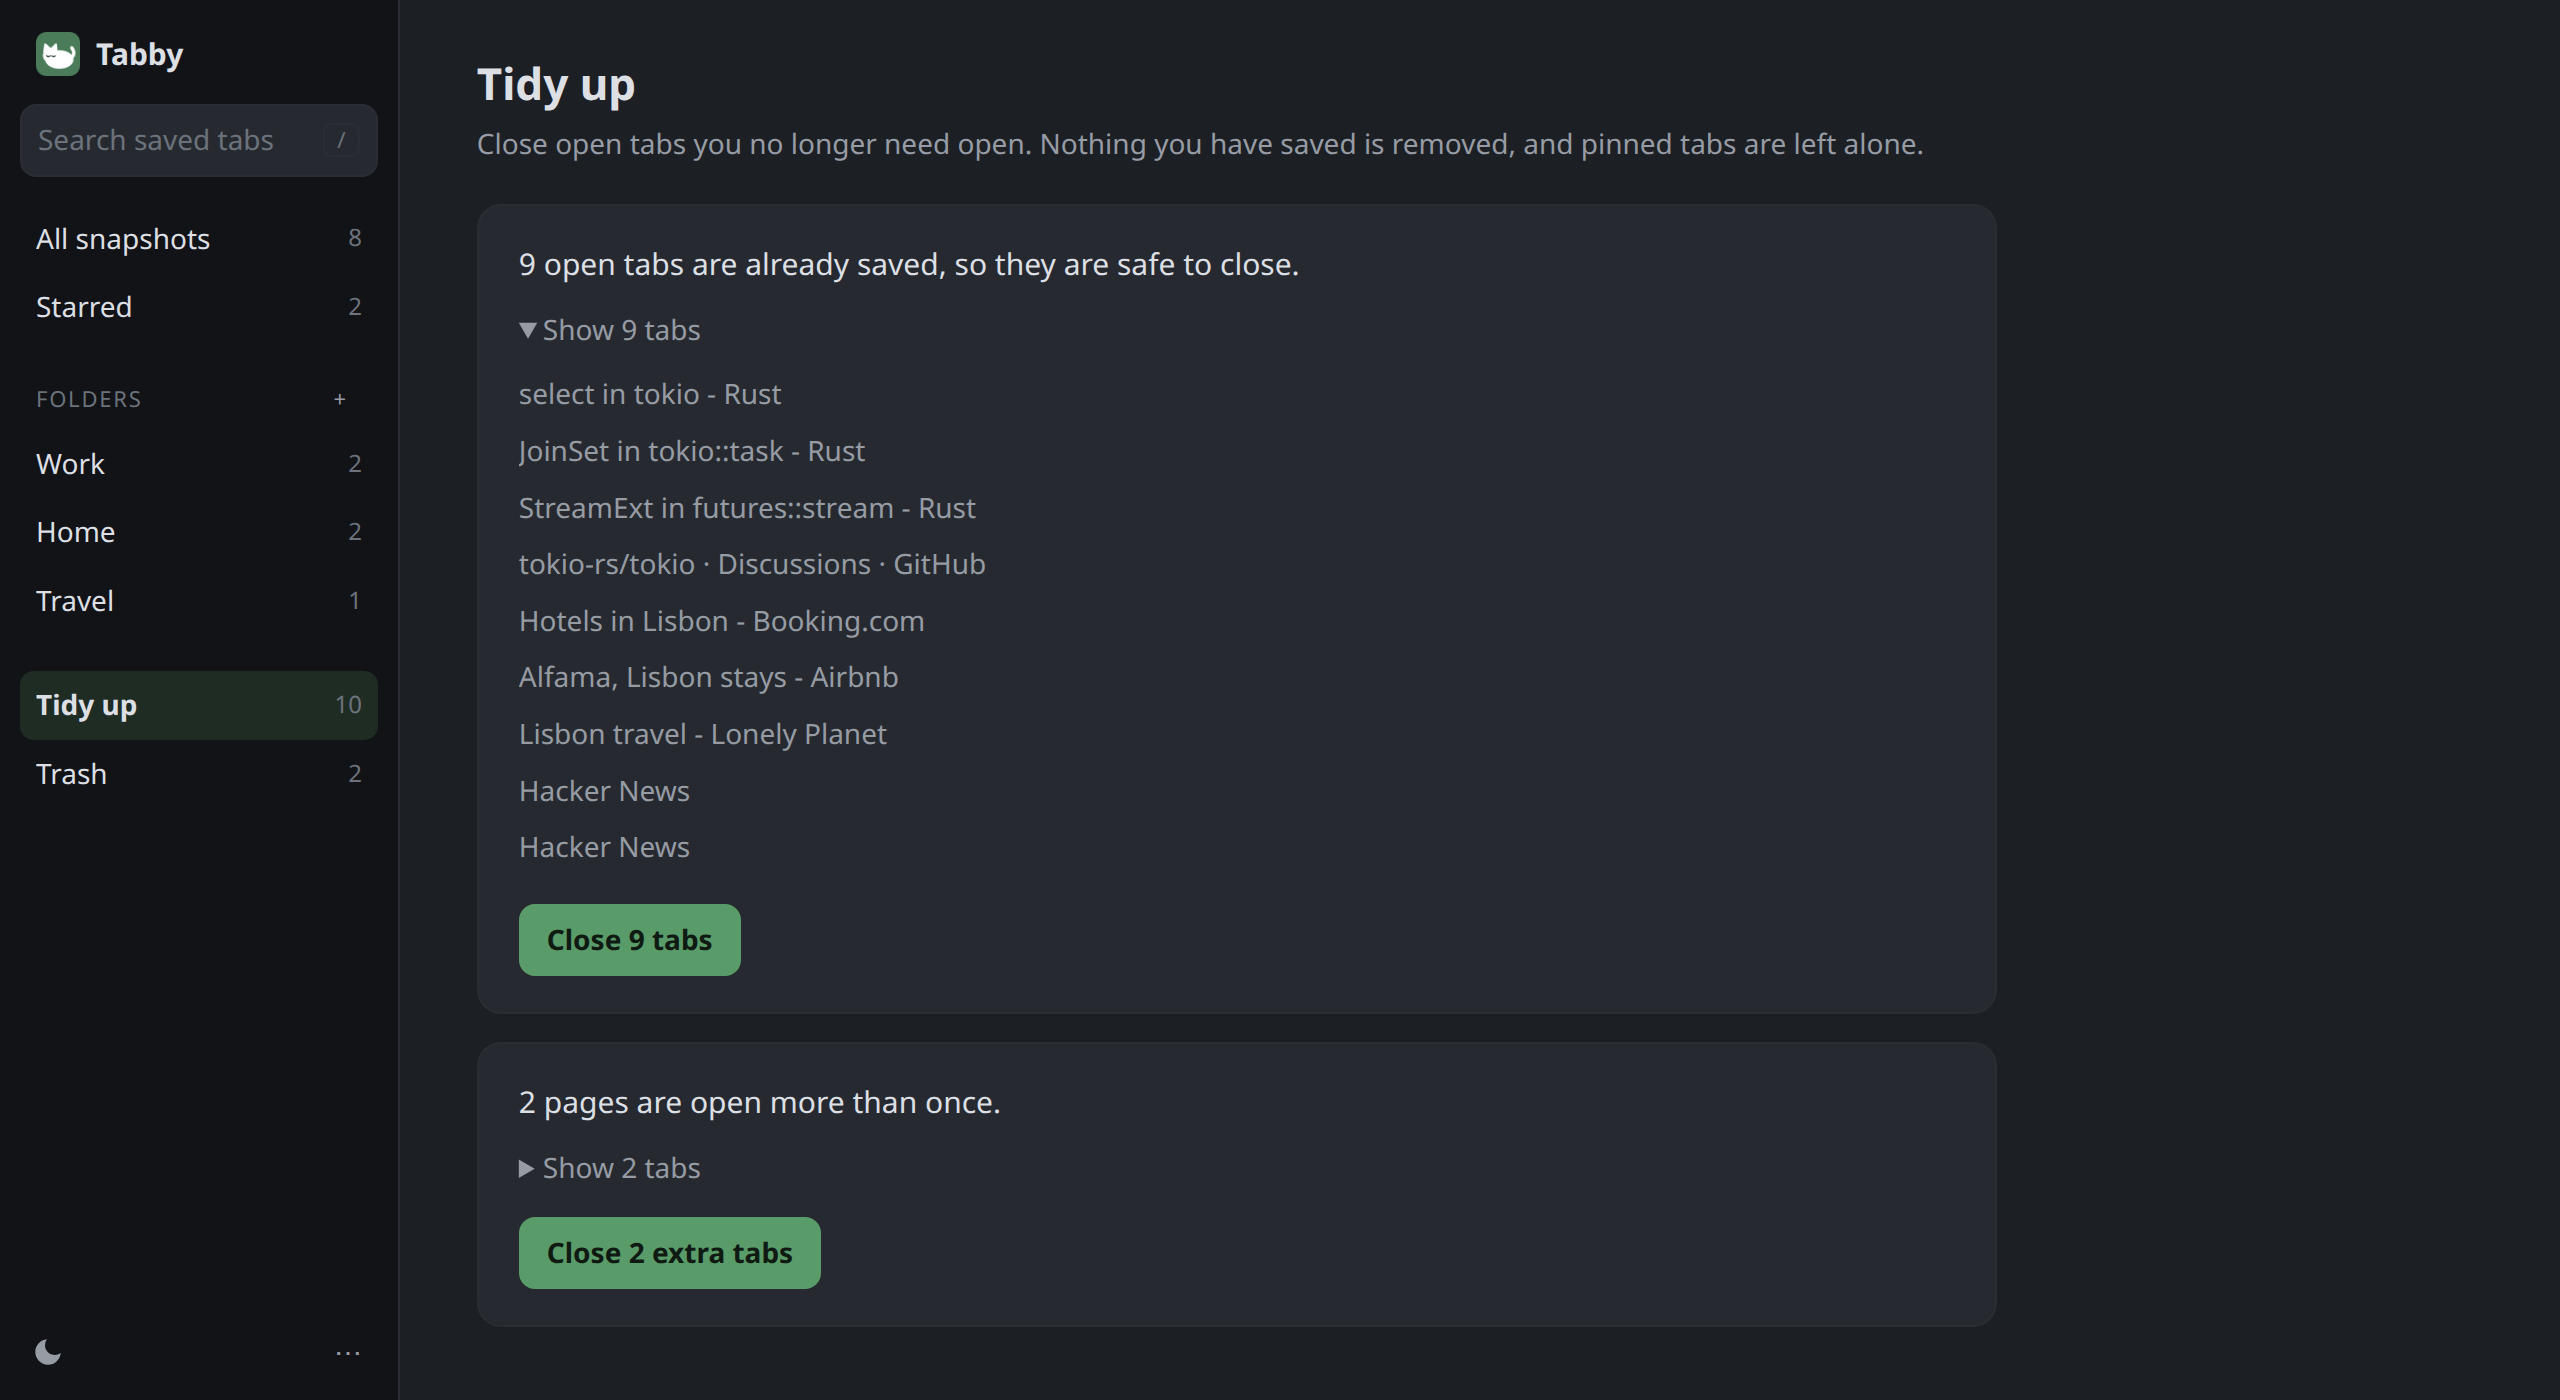 Tabby
Search saved tabs /
All snapshots 8
Starred 2
FOLDERS +
Work 2
Home 2
Travel 1
Tidy up 10
Trash 2
...
Tidy up
Close open tabs you no longer need open. Nothing you have saved is removed, and pinned tabs are left alone.
9 open tabs are already saved, so they are safe to close.
▼ Show 9 tabs
select in tokio - Rust
JoinSet in tokio::task - Rust
StreamExt in futures::stream - Rust
tokio-rs/tokio · Discussions · GitHub
Hotels in Lisbon - Booking.com
Alfama, Lisbon stays - Airbnb
Lisbon travel - Lonely Planet
Hacker News
Hacker News
Close 9 tabs
2 pages are open more than once.
▶ Show 2 tabs
Close 2 extra tabs